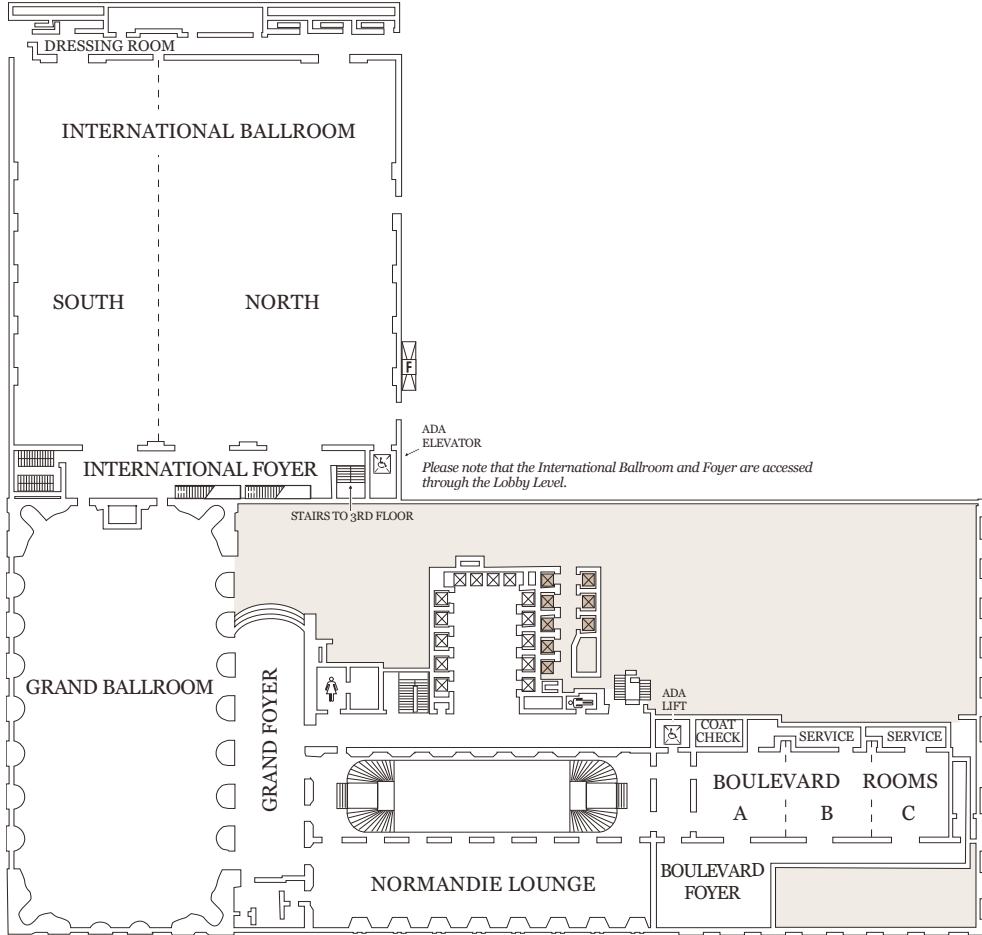 DRESSING ROOM
INTERNATIONAL BALLROOM
SOUTH
NORTH
F
ADA
ELEVATOR
INTERNATIONAL FOYER
Please note that the International Ballroom and Foyer are accessed
through the Lobby Level.
STAIRS TO 3RD FLOOR
GRAND BALLROOM
GRAND FOYER
ADA
LIFT
COAT
CHECK
SERVICE
SERVICE
BOULEVARD ROOMS
A
B
C
BOULEVARD
FOYER
NORMANDIE LOUNGE